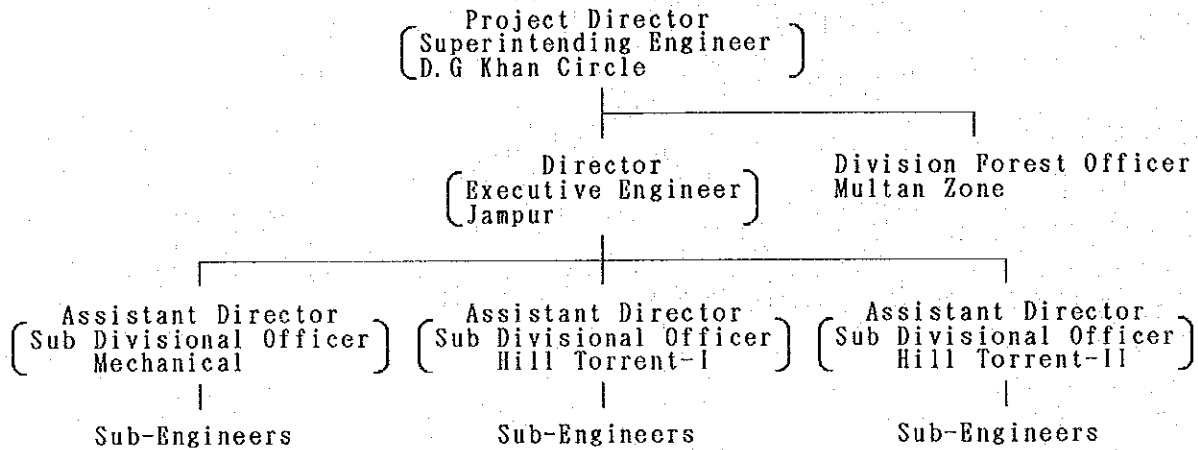 Project Director
Superintending Engineer
D.G Khan Circle
Director
Executive Engineer
Jampur
Division Forest Officer
Multan Zone
Assistant Director
Sub Divisional Officer
Mechanical
Assistant Director
Sub Divisional Officer
Hill Torrent-I
Assistant Director
Sub Divisional Officer
Hill Torrent-II
Sub-Engineers
Sub-Engineers
Sub-Engineers